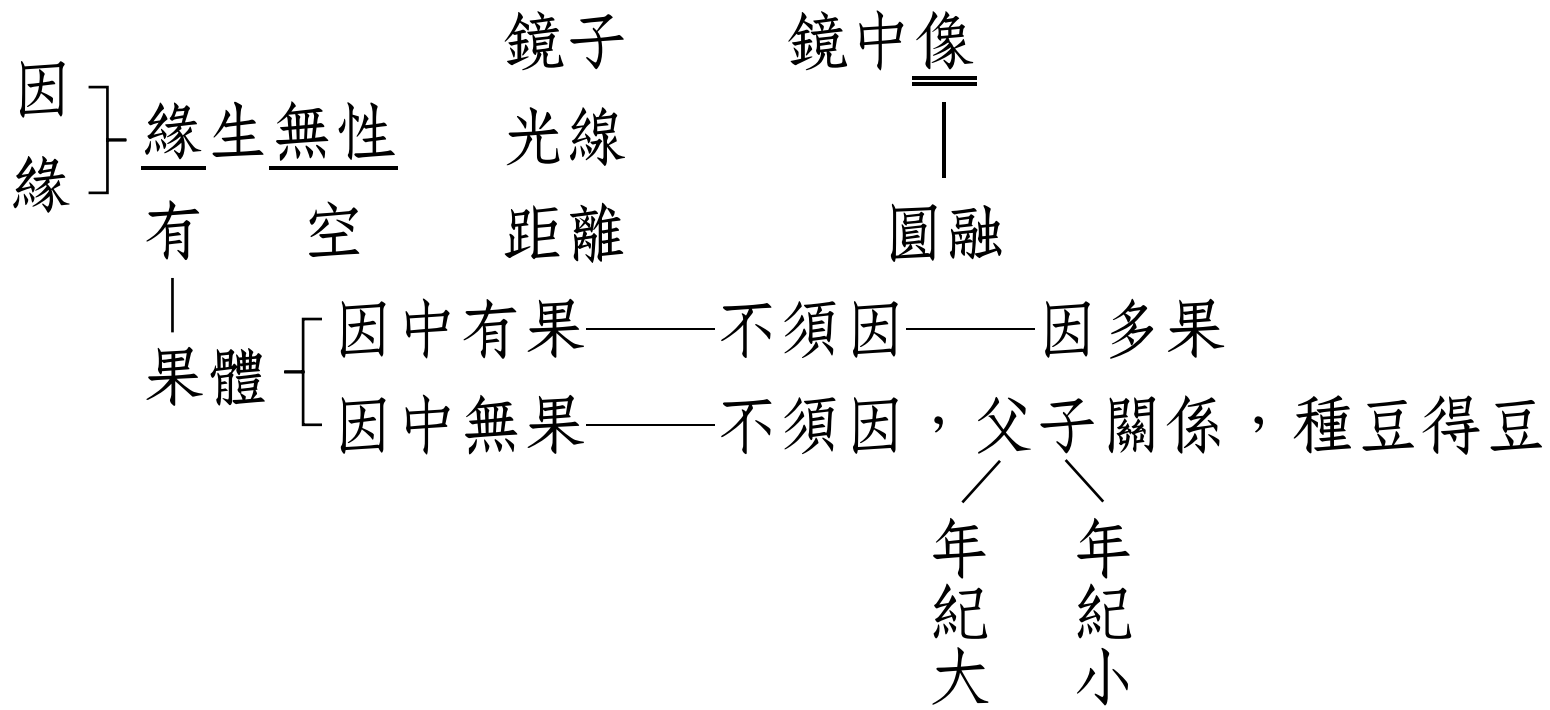 鏡子 鏡中像
因
緣生無性 光線
緣
有 空 距離 圓融
因中有果 不須因 因多果
果體
因中無果 不須因，父子關係，種豆得豆
年紀大 年紀小